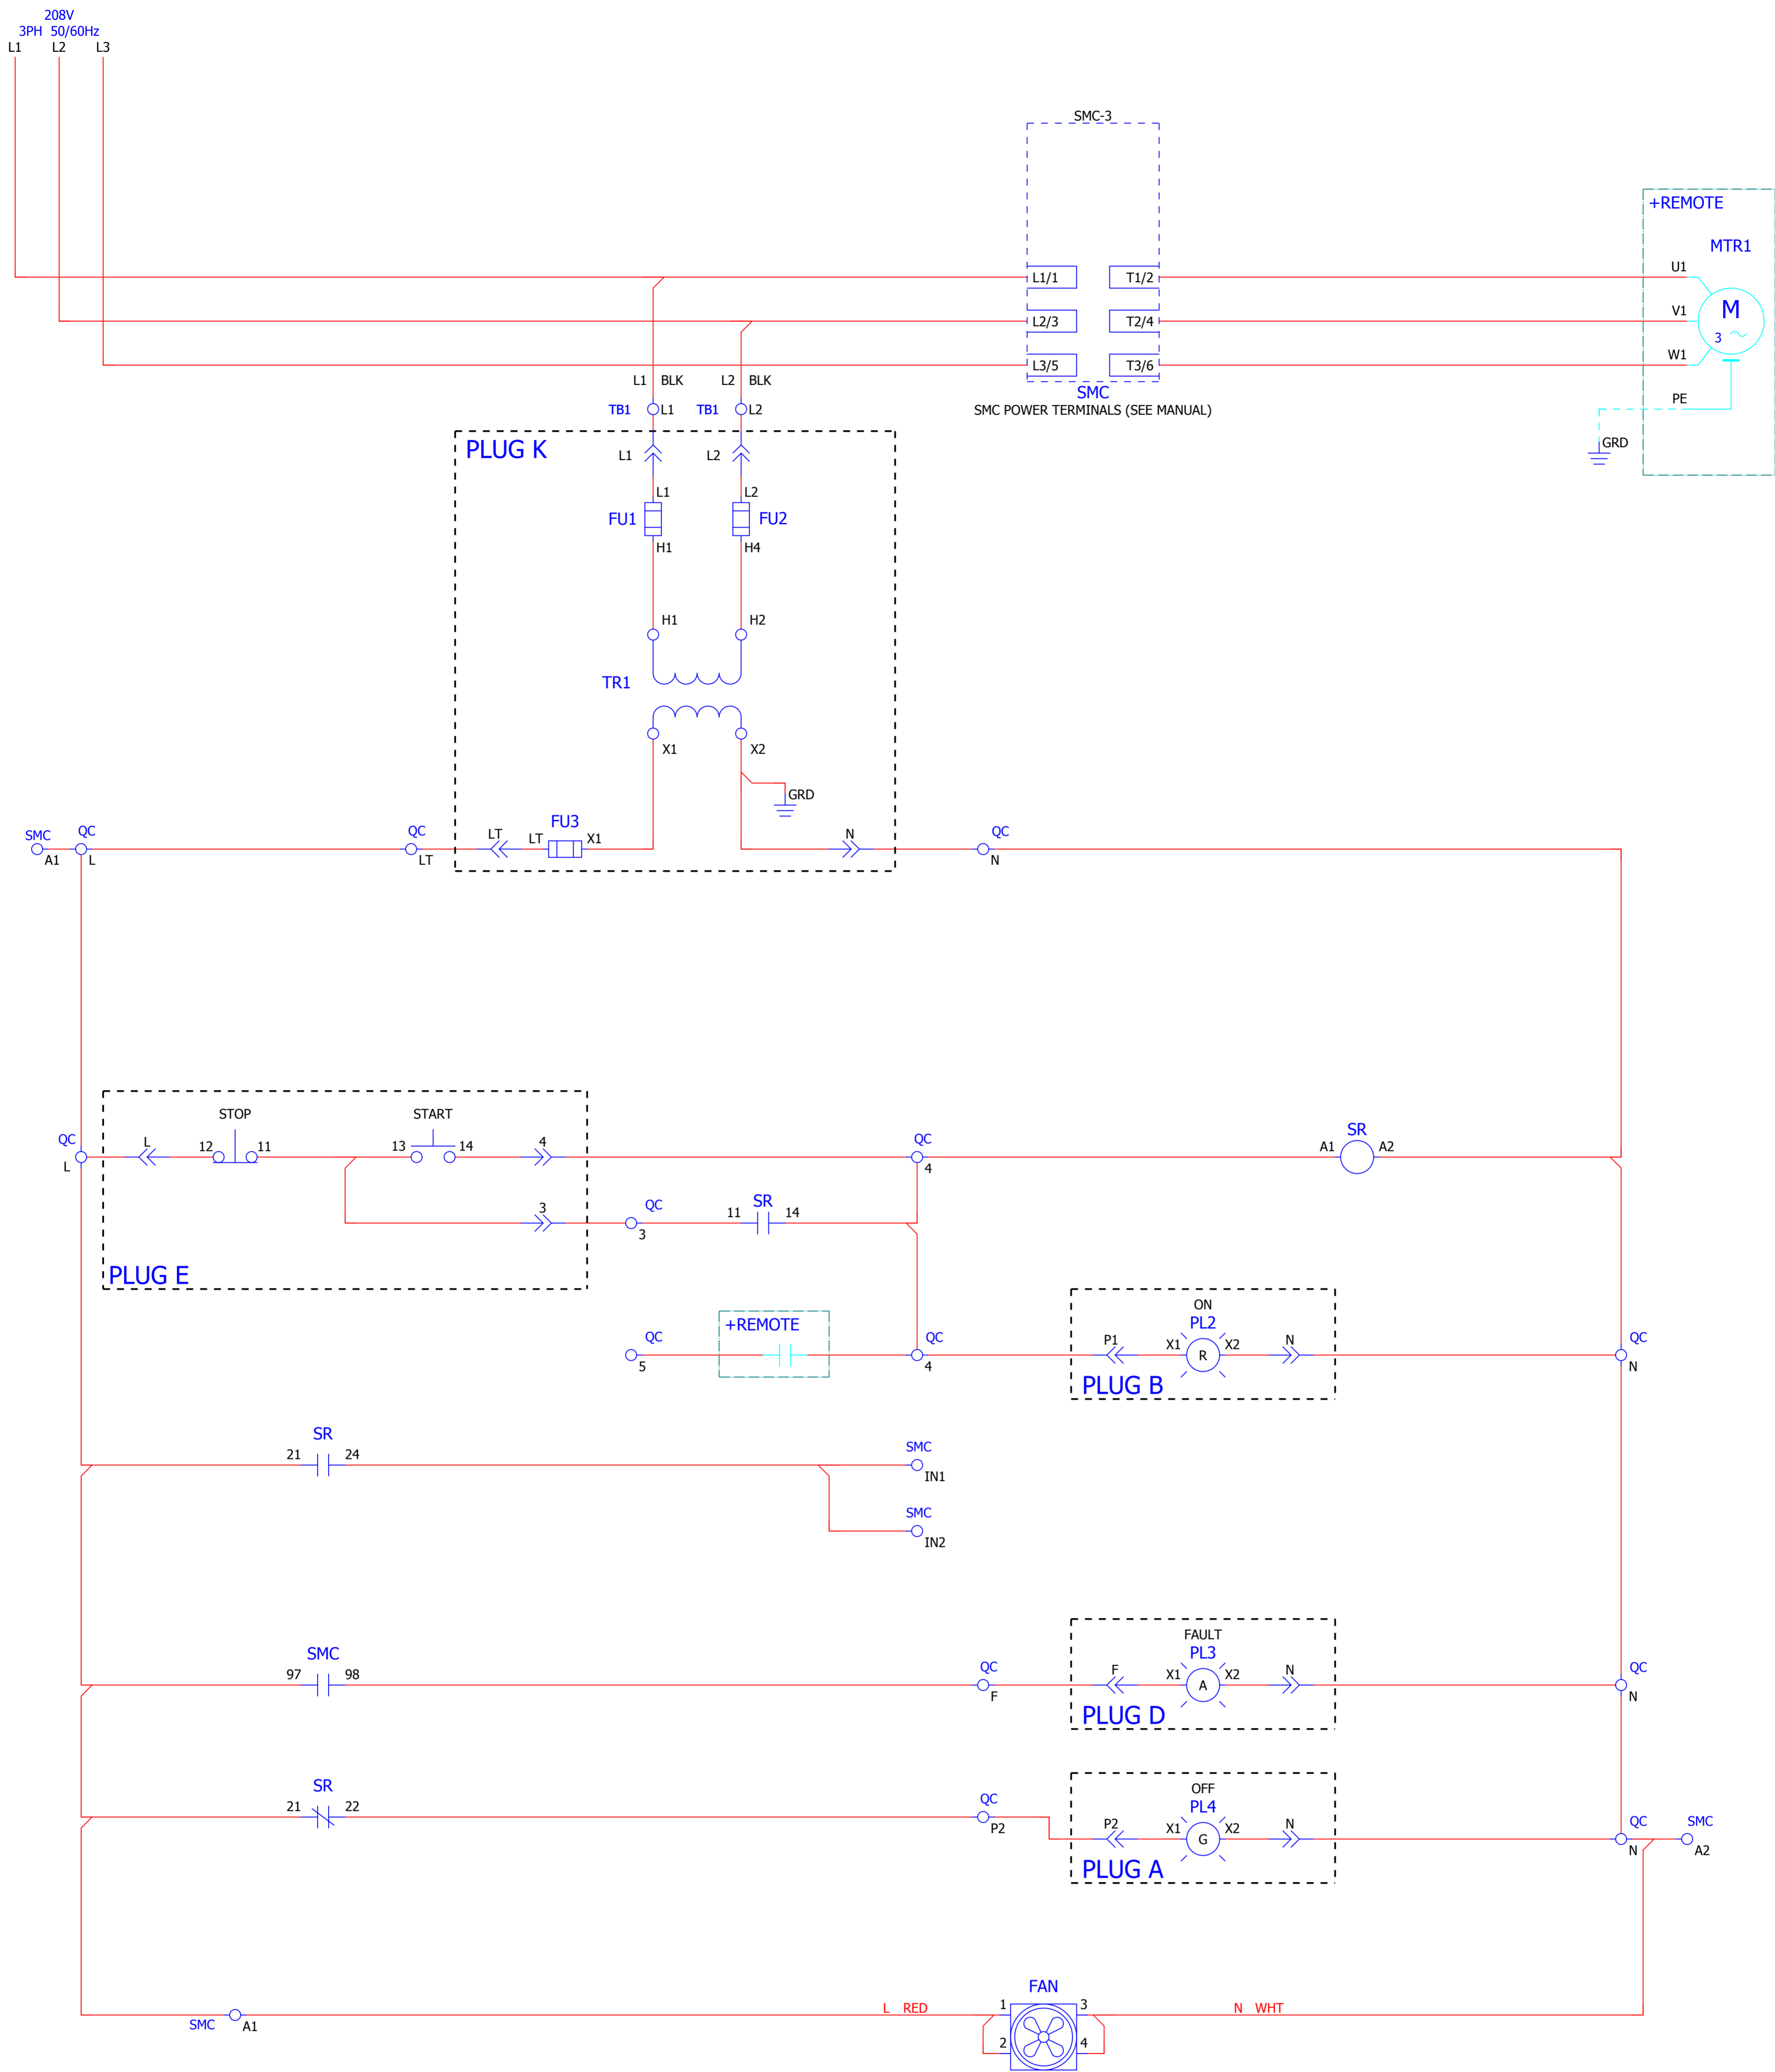 208V
3PH 50/60Hz
L1 L2 L3
SMC-3
+REMOTE
MTR1
L1/1 T1/2 U1
L2/3 T2/4 V1
M
3
L3/5 T3/6 W1
L1 BLK L2 BLK
SMC
PE
TB1 L1 TB1 L2
SMC POWER TERMINALS (SEE MANUAL)
GRD
PLUG K
L1 L2
L1 L2
FU1 FU2
H1 H4
H1 H2
TR1
X1 X2
GRD
FU3
SMC QC QC LT LT X1 N QC
A1 L LT N
STOP START
QC L 12 11 13 14 4 QC SR
A1 A2
L 4
3 QC 11 SR 14
3
PLUG E
ON
+REMOTE PL2
QC QC P1 X1 X2 N QC
R
5 4 N
PLUG B
SR
21 24 SMC
IN1
SMC
IN2
FAULT
SMC PL3
97 98 QC F X1 X2 N QC
A
F N
PLUG D
SR OFF
21 22 QC PL4
P2 P2 X1 X2 N QC SMC
G
N A2
PLUG A
FAN
L RED 1 3 N WHT
SMC A1
2 4